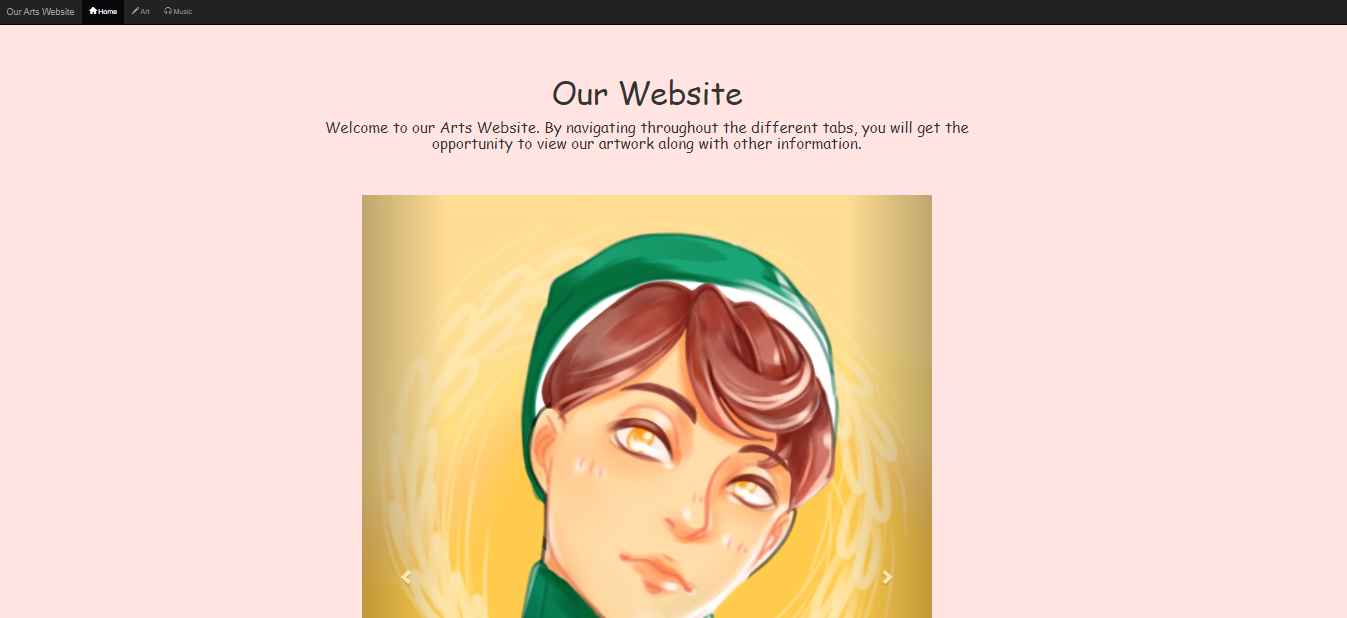 Our Arts Website Home Art Music
Our Website
Welcome to our Arts Website. By navigating throughout the different tabs, you will get the
opportunity to view our artwork along with other information.